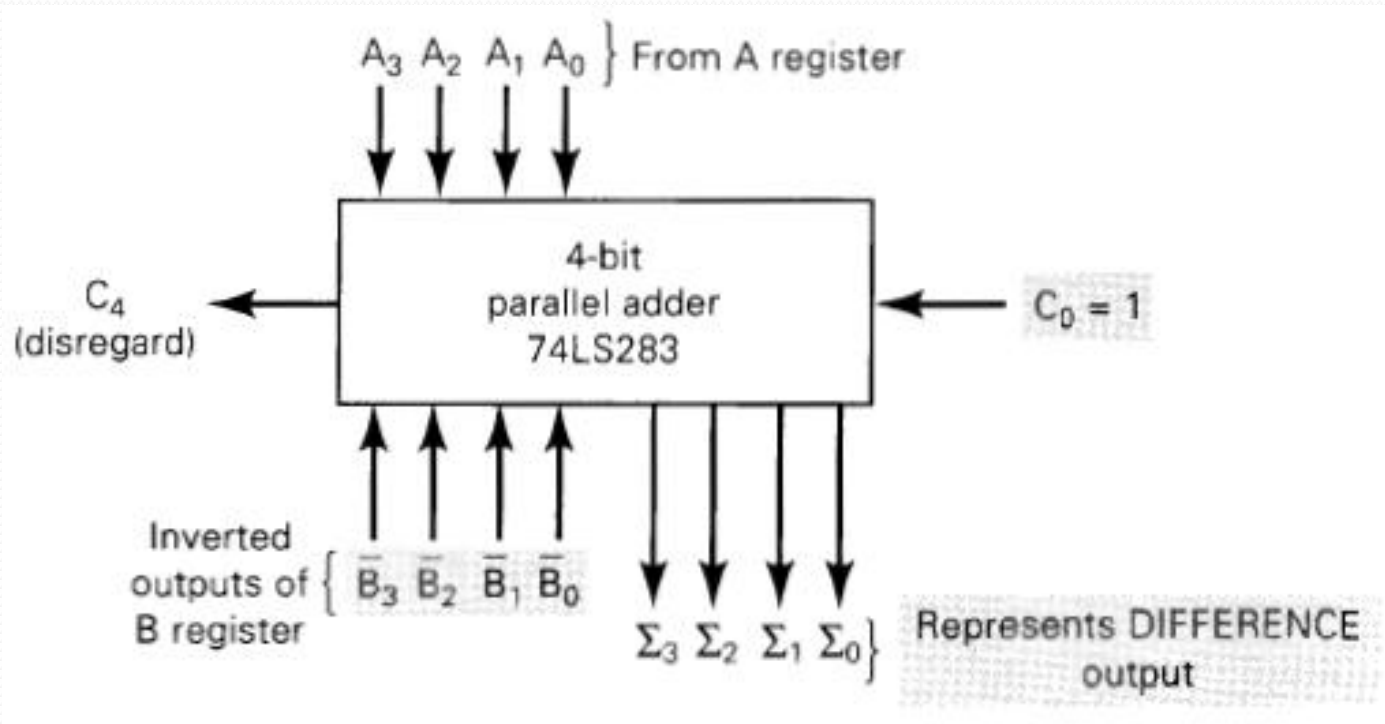 A₃ A₂ A₁ A₀ } From A register
4-bit
parallel adder
74LS283
C₄
(disregard)
C₀ = 1
Inverted
outputs of
B register
{ B̅₃ B̅₂ B̅₁ B̅₀
Σ₃ Σ₂ Σ₁ Σ₀ }
Represents DIFFERENCE
output